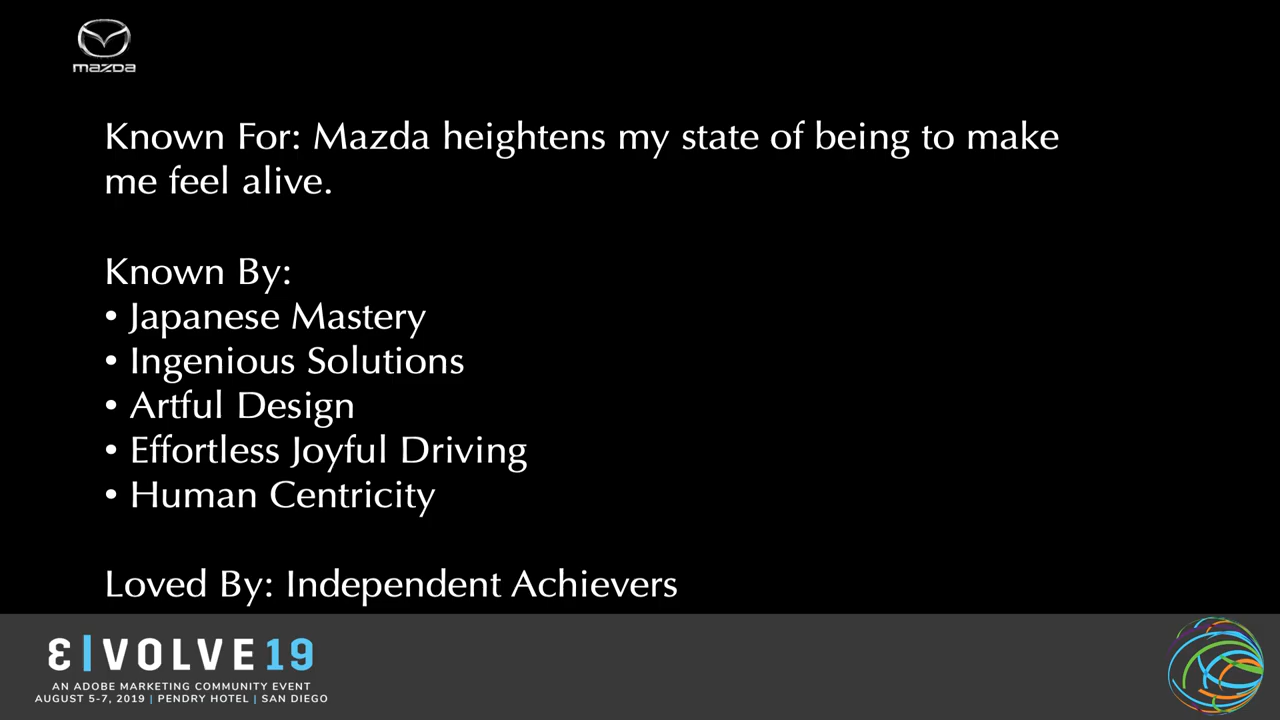 mazda
Known For: Mazda heightens my state of being to make
me feel alive.
Known By:
• Japanese Mastery
• Ingenious Solutions
• Artful Design
• Effortless Joyful Driving
• Human Centricity
Loved By: Independent Achievers
3|VOLVE19
AN ADOBE MARKETING COMMUNITY EVENT
AUGUST 5-7, 2019 | PENDRY HOTEL | SAN DIEGO